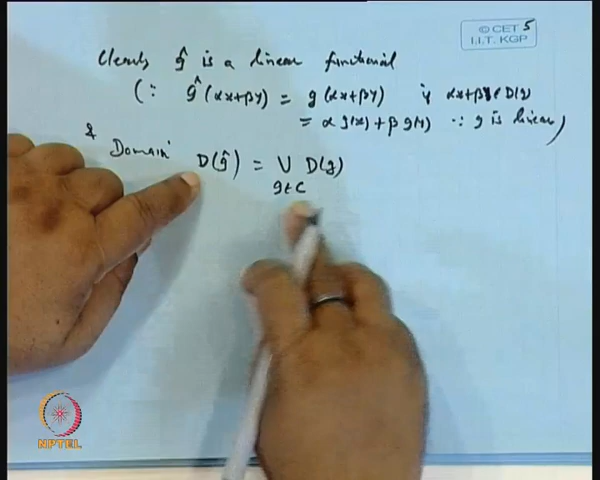 © CET 5
I.I.T. KGP
Clearly ĝ is a linear functional
(∵ ĝ(αx+βy) = g(αx+βy) if αx+βy ∈ D(g)
= α g(x) + β g(y) ∵ g is linear)
& Domain D(ĝ) = ∪ D(g)
g∈C
NPTEL